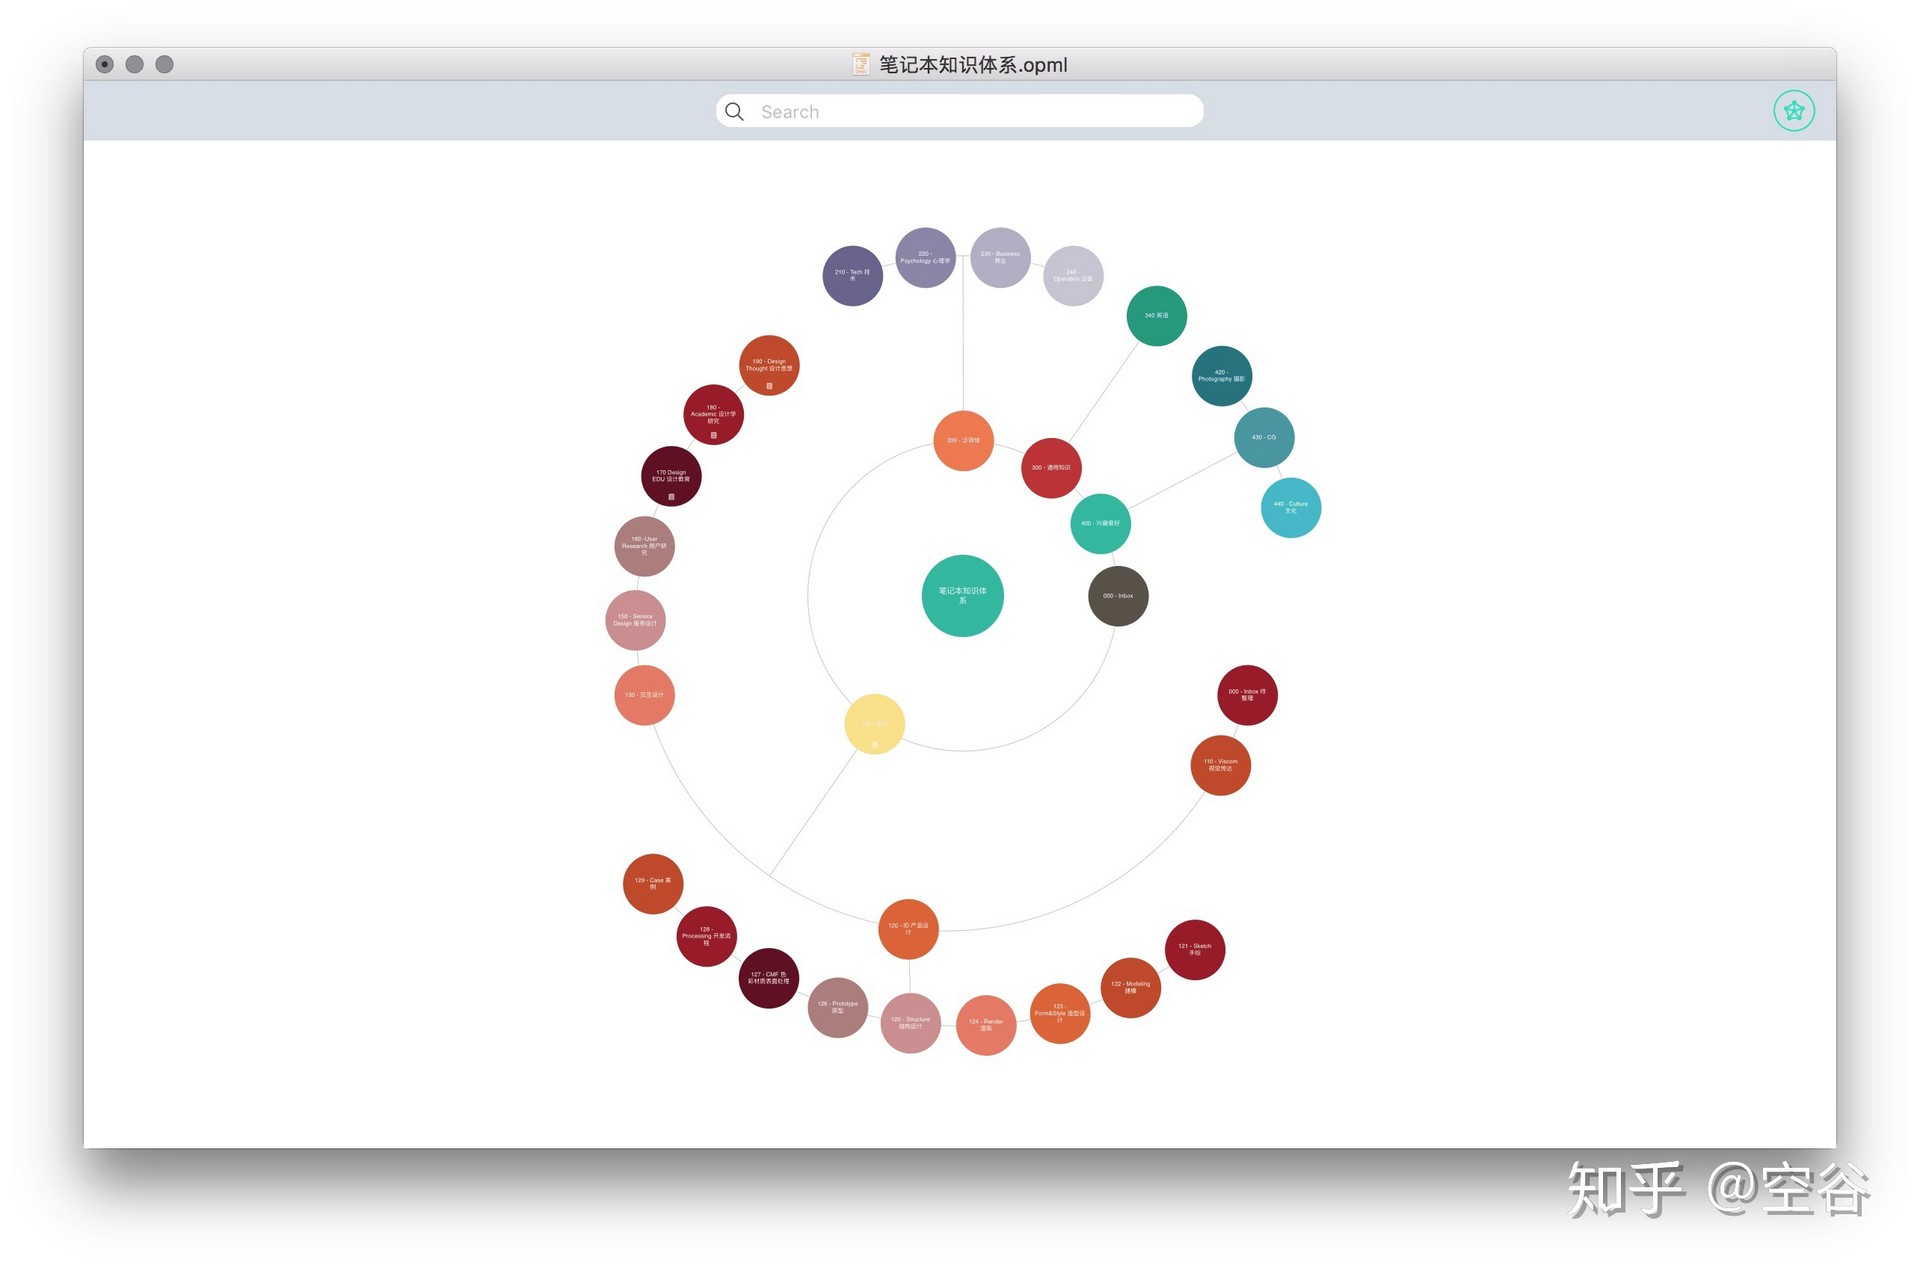 笔记本知识体系.opml
Search
210 - Tech 技
术
220 -
Psychology 心理学
230 - Business
商业
240 -
Operation 运营
340 英语
190 - Design
Thought 设计思想
420 -
Photography 摄影
180 -
Academic 设计学
研究
430 - CG
200 - 泛领域
300 - 通用知识
170 Design
EDU 设计教育
440 - Culture
文化
400 - 兴趣爱好
160 -User
Research 用户研
究
笔记本知识体
系
000 - Inbox
150 - Service
Design 服务设计
130 - 交互设计
000 - Inbox 待
整理
100 - 设计
110 - Viscom
视觉传达
129 - Case 案
例
120 - ID 产品设
计
128 -
Processing 开发流
程
121 - Sketch
手绘
127 - CMF 色
彩材质表面处理
122 - Modeling
建模
126 - Prototype
原型
123 -
Form&Style 造型设
计
125 - Structure
结构设计
124 - Render
渲染
知乎 @空谷